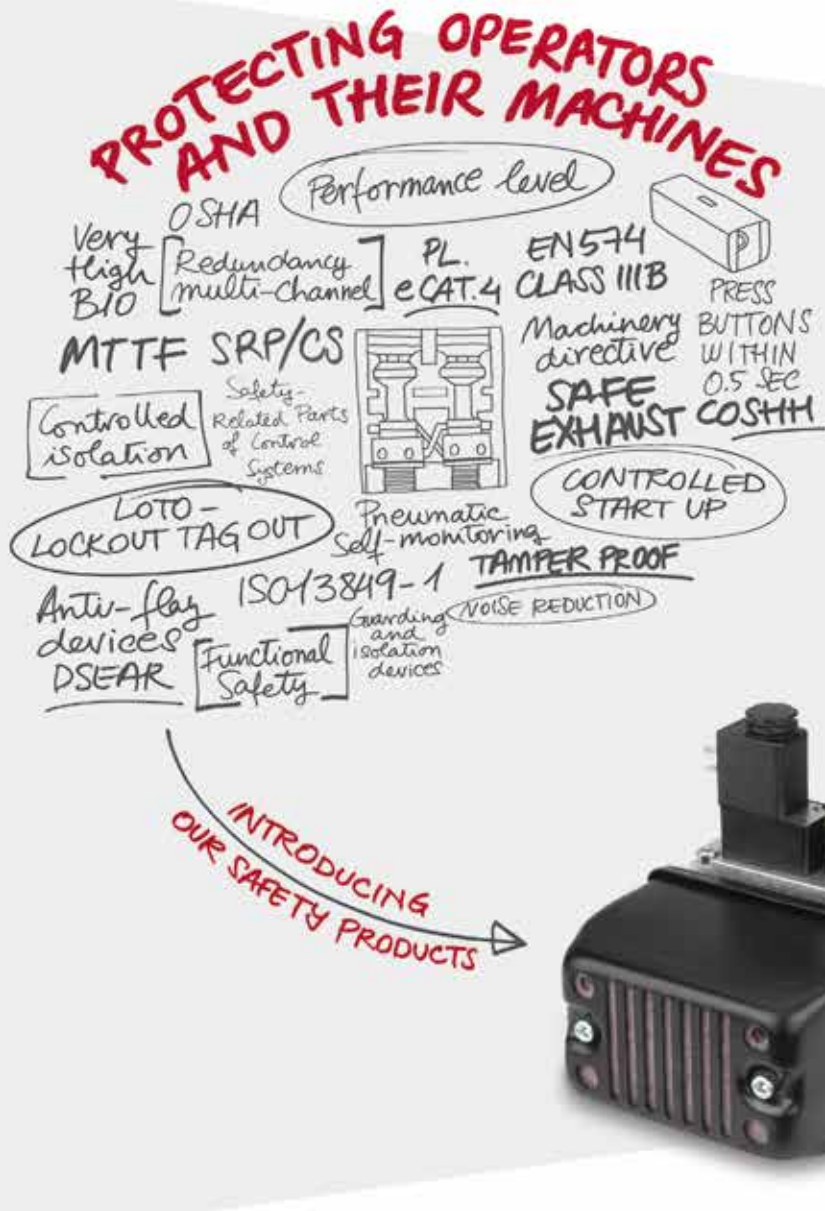 PROTECTING OPERATORS
AND THEIR MACHINES
OSHA
Performance level
Very
High
B10
Redundancy
multi-channel
PL.
e CAT.4
EN574
CLASS IIIB
PRESS
BUTTONS
WITHIN
0.5 SEC
MTTF
SRP/CS
Machinery
directive
Controlled
isolation
Safety-
Related Parts
of Control
Systems
SAFE
EXHAUST
COSHH
LOTO-
LOCKOUT TAG OUT
Pneumatic
Self-monitoring
CONTROLLED
START UP
TAMPER PROOF
Anti-flay
devices
DSEAR
ISO13849-1
NOISE REDUCTION
Functional
Safety
Guarding
and
isolation
devices
INTRODUCING
OUR SAFETY PRODUCTS